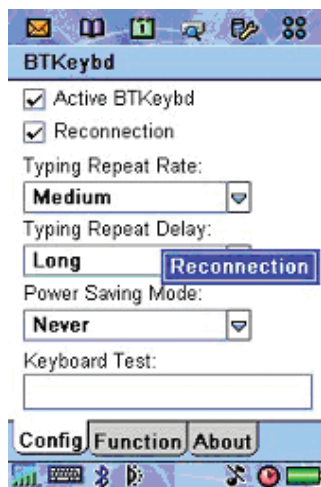 BTKeybd
Active BTKeybd
Reconnection
Typing Repeat Rate:
Medium
Typing Repeat Delay:
Long
Reconnection
Power Saving Mode:
Never
Keyboard Test:
Config Function About